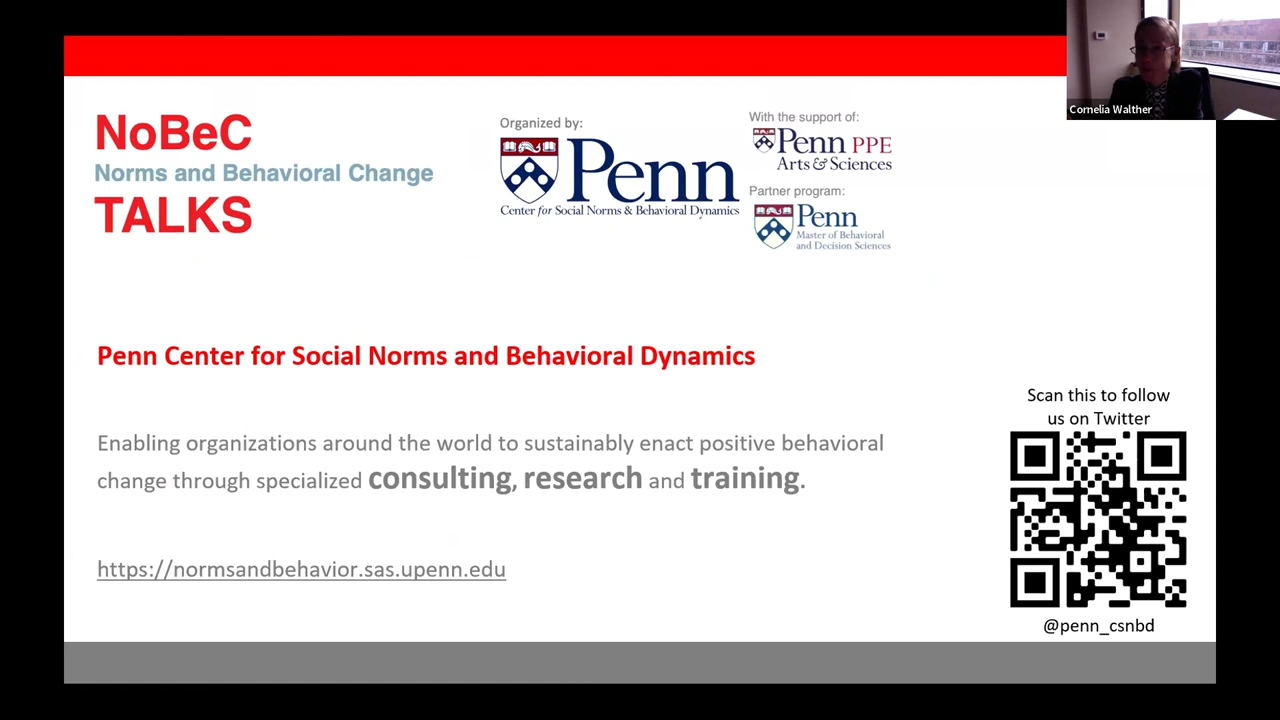 Cornelia Walther
NoBeC
Norms and Behavioral Change
TALKS
Organized by:
Penn
Center for Social Norms & Behavioral Dynamics
With the support of:
Penn PPE
Arts & Sciences
Partner program:
Penn
Master of Behavioral
and Decision Sciences
Penn Center for Social Norms and Behavioral Dynamics
Enabling organizations around the world to sustainably enact positive behavioral
change through specialized consulting, research and training.
https://normsandbehavior.sas.upenn.edu
Scan this to follow
us on Twitter
@penn_csnbd